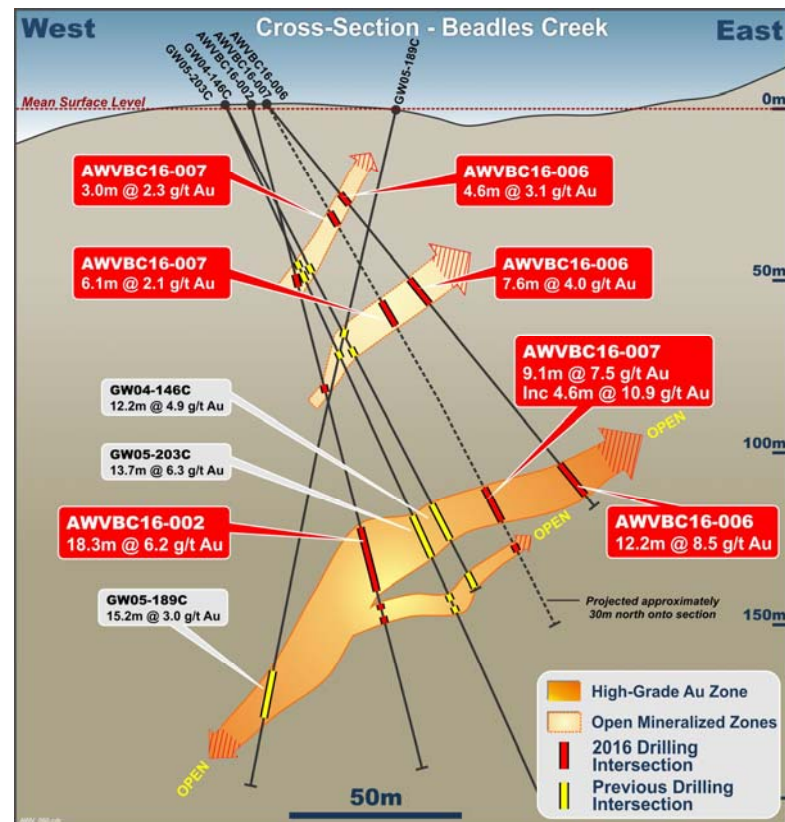 West
Cross-Section - Beadles Creek
East
GW05-203C
GW04-146C
AWVBC16-002
AWVBC16-007
AWVBC16-006
GW05-189C
Mean Surface Level
0m
AWVBC16-007
3.0m @ 2.3 g/t Au
AWVBC16-006
4.6m @ 3.1 g/t Au
AWVBC16-007
6.1m @ 2.1 g/t Au
AWVBC16-006
7.6m @ 4.0 g/t Au
50m
AWVBC16-007
9.1m @ 7.5 g/t Au
Inc 4.6m @ 10.9 g/t Au
GW04-146C
12.2m @ 4.9 g/t Au
OPEN
100m
GW05-203C
13.7m @ 6.3 g/t Au
AWVBC16-002
18.3m @ 6.2 g/t Au
OPEN
AWVBC16-006
12.2m @ 8.5 g/t Au
GW05-189C
15.2m @ 3.0 g/t Au
Projected approximately
30m north onto section
150m
OPEN
High-Grade Au Zone
Open Mineralized Zones
2016 Drilling
Intersection
Previous Drilling
Intersection
50m